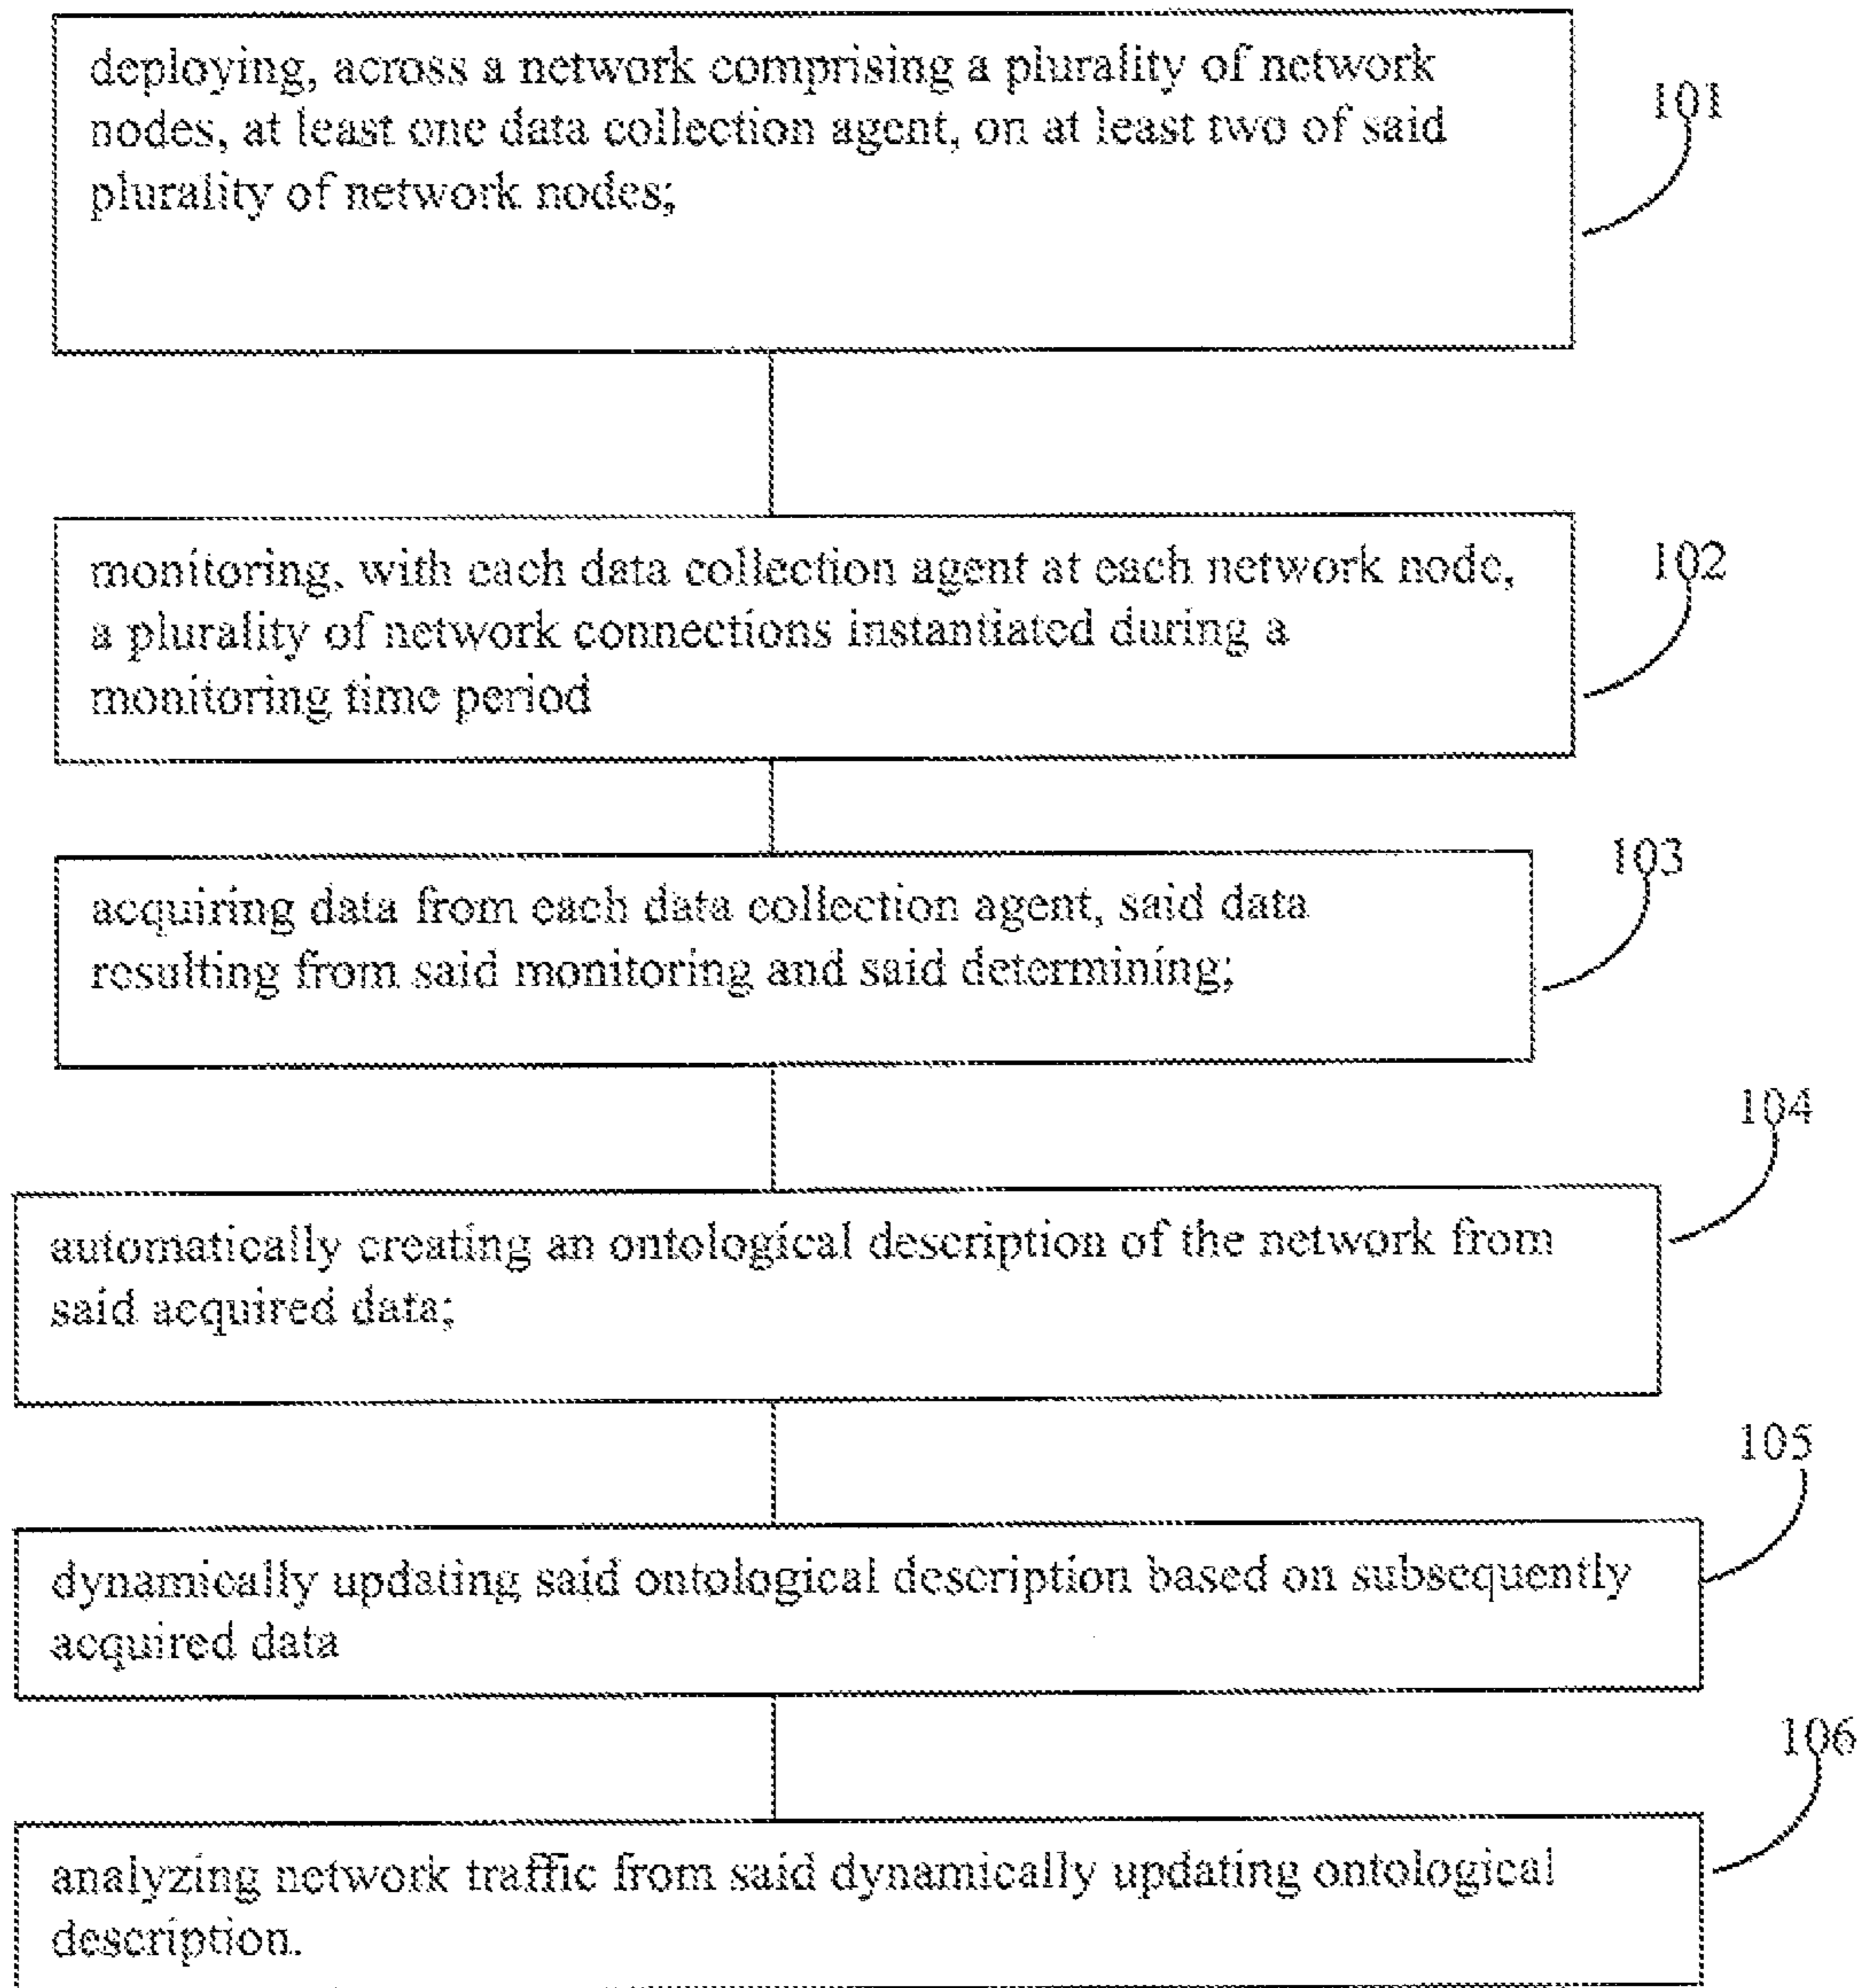 deploying, across a network comprising a plurality of network
nodes, at least one data collection agent, on at least two of said
plurality of network nodes;
101
monitoring, with each data collection agent at each network node,
a plurality of network connections instantiated during a
monitoring time period
102
acquiring data from each data collection agent, said data
resulting from said monitoring and said determining;
103
automatically creating an ontological description of the network from
said acquired data;
104
dynamically updating said ontological description based on subsequently
acquired data
105
analyzing network traffic from said dynamically updating ontological
description.
106